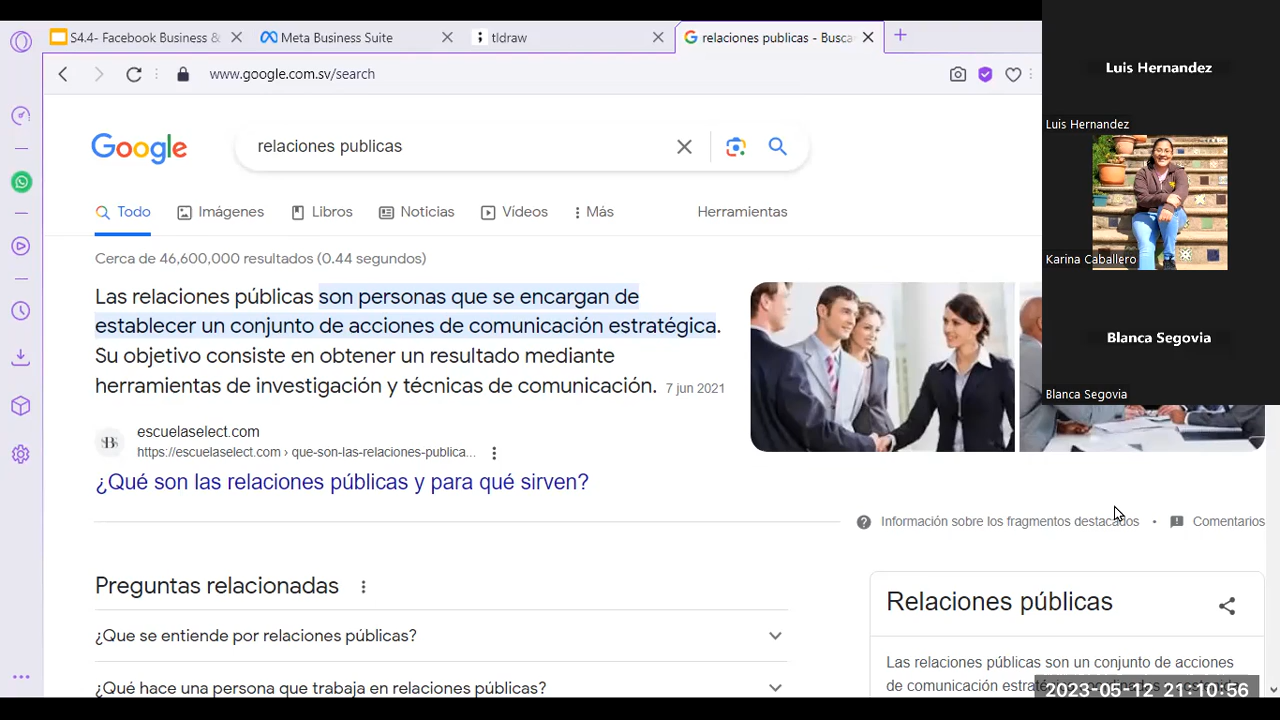 S4.4- Facebook Business &
Meta Business Suite
tldraw
relaciones publicas - Busca
www.google.com.sv/search
Google
relaciones publicas
Todo
Imágenes
Libros
Noticias
Videos
Más
Herramientas
Cerca de 46,600,000 resultados (0.44 segundos)
Las relaciones públicas son personas que se encargan de
establecer un conjunto de acciones de comunicación estratégica.
Su objetivo consiste en obtener un resultado mediante
herramientas de investigación y técnicas de comunicación. 7 jun 2021
escuelaselect.com
https://escuelaselect.com › que-son-las-relaciones-publica...
¿Qué son las relaciones públicas y para qué sirven?
Información sobre los fragmentos destacados • Comentarios
Preguntas relacionadas
¿Que se entiende por relaciones públicas?
¿Qué hace una persona que trabaja en relaciones públicas?
Relaciones públicas
Las relaciones públicas son un conjunto de acciones
de comunicación
Luis Hernandez
Luis Hernandez
Karina Caballero
Blanca Segovia
Blanca Segovia
2023-05-12 21:10:56